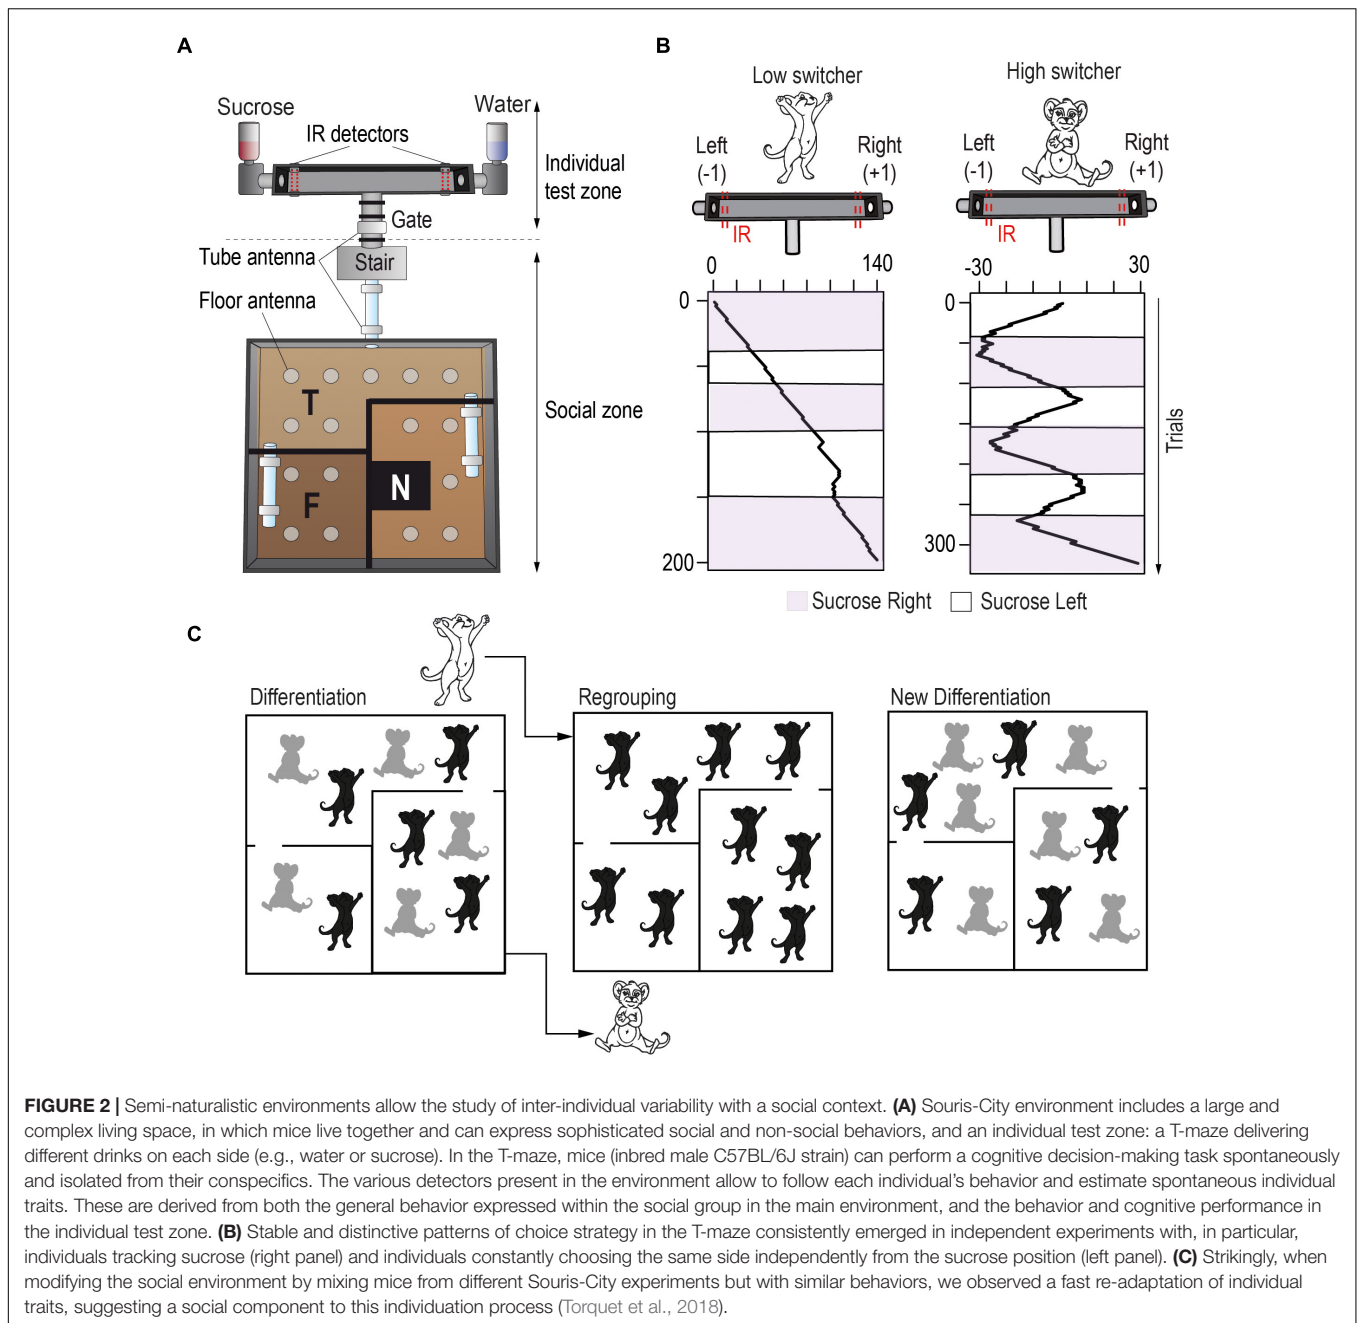 A
Sucrose
Water
IR detectors
Individual
test zone
Gate
Tube antenna
Stair
Floor antenna
T
Social zone
F
N
B
Low switcher
High switcher
Left
(-1)
Right
(+1)
Left
(-1)
Right
(+1)
IR
IR
0
140
-30
30
0
200
0
300
Trials
Sucrose Right
Sucrose Left
C
Differentiation
Regrouping
New Differentiation
FIGURE 2 | Semi-naturalistic environments allow the study of inter-individual variability with a social context. (A) Souris-City environment includes a large and
complex living space, in which mice live together and can express sophisticated social and non-social behaviors, and an individual test zone: a T-maze delivering
different drinks on each side (e.g., water or sucrose). In the T-maze, mice (inbred male C57BL/6J strain) can perform a cognitive decision-making task spontaneously
and isolated from their conspecifics. The various detectors present in the environment allow to follow each individual's behavior and estimate spontaneous individual
traits. These are derived from both the general behavior expressed within the social group in the main environment, and the behavior and cognitive performance in
the individual test zone. (B) Stable and distinctive patterns of choice strategy in the T-maze consistently emerged in independent experiments with, in particular,
individuals tracking sucrose (right panel) and individuals constantly choosing the same side independently from the sucrose position (left panel). (C) Strikingly, when
modifying the social environment by mixing mice from different Souris-City experiments but with similar behaviors, we observed a fast re-adaptation of individual
traits, suggesting a social component to this individuation process (Torquet et al., 2018).